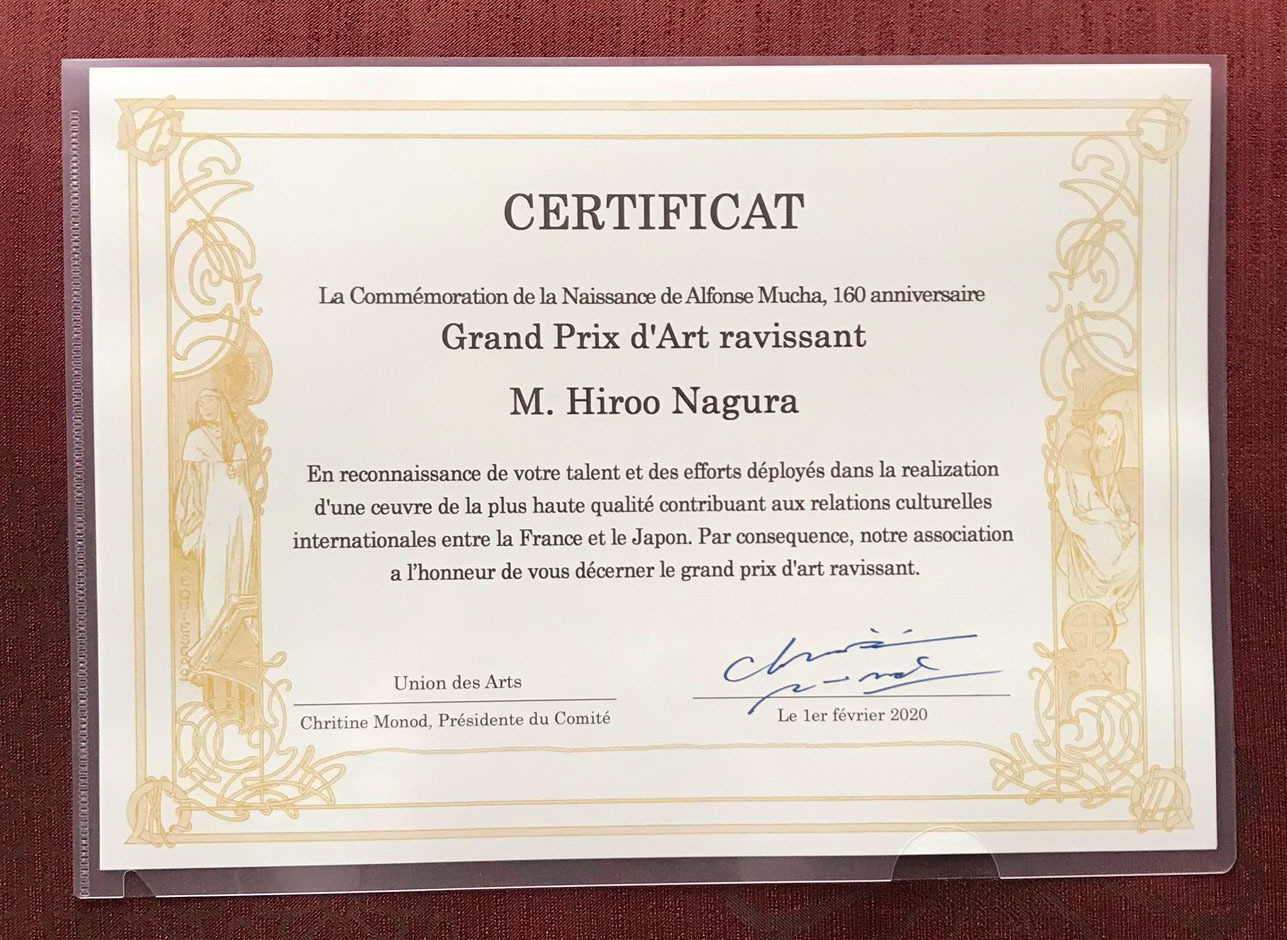 CERTIFICAT
La Commémoration de la Naissance de Alfonse Mucha, 160 anniversaire
Grand Prix d'Art ravissant
M. Hiroo Nagura
En reconnaissance de votre talent et des efforts déployés dans la realization
d'une œuvre de la plus haute qualité contribuant aux relations culturelles
internationales entre la France et le Japon. Par consequence, notre association
a l'honneur de vous décerner le grand prix d'art ravissant.
Union des Arts
Chritine Monod, Présidente du Comité
Le 1er février 2020
PAX